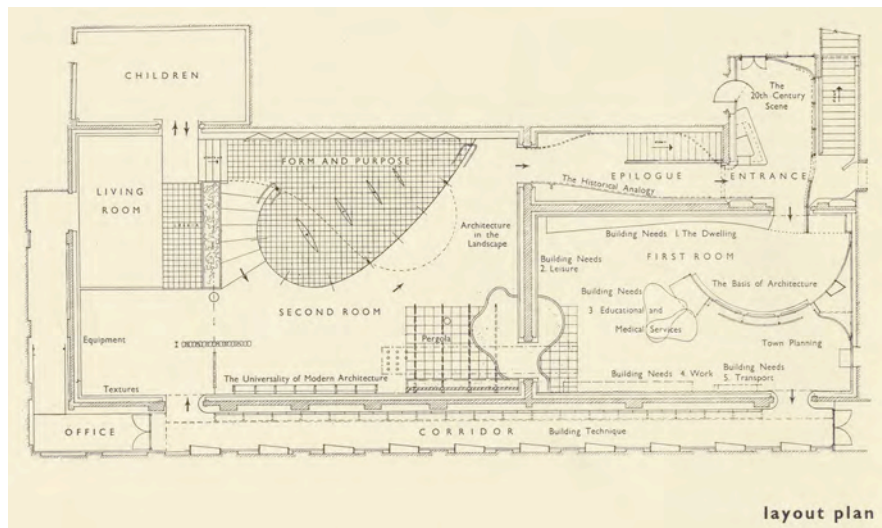 CHILDREN
The
20th Century
Scene
FORM AND PURPOSE
LIVING
ROOM
EPILOGUE
ENTRANCE
The Historical Analogy
Architecture
in the
Landscape
Building Needs 1. The Dwelling
FIRST ROOM
Building Needs
2. Leisure
The Basis of Architecture
Building Needs
3. Educational and
Medical Services
SECOND ROOM
Pergola
Town Planning
Equipment
Textures
The Universality of Modern Architecture
Building Needs 4. Work
Building Needs
5. Transport
OFFICE
CORRIDOR
Building Technique
layout plan